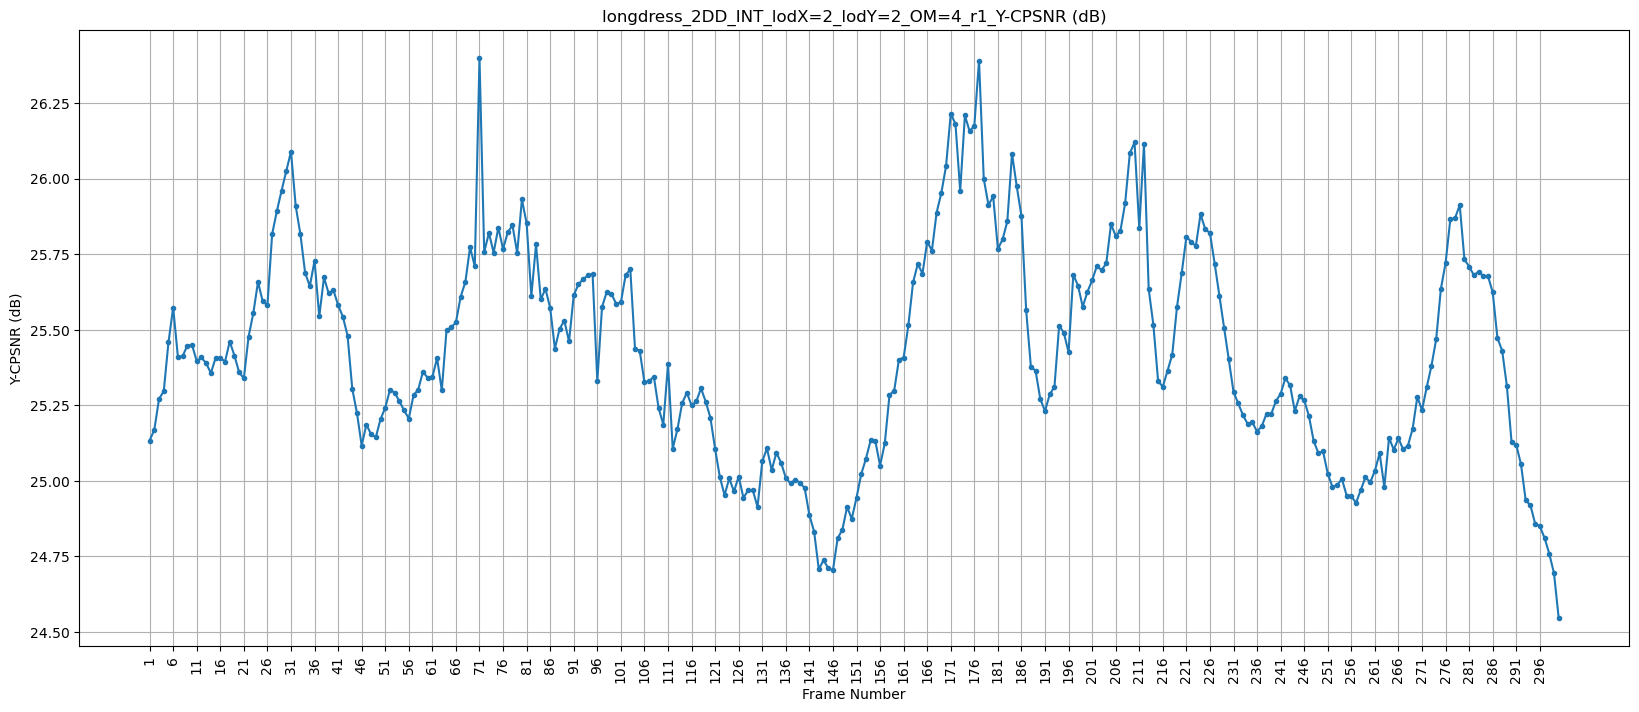 longdress_2DD_INT_lodX=2_lodY=2_OM=4_r1_Y-CPSNR (dB)
Y-CPSNR (dB)
26.25
26.00
25.75
25.50
25.25
25.00
24.75
24.50
1 6 11 16 21 26 31 36 41 46 51 56 61 66 71 76 81 86 91 96 101 106 111 116 121 126 131 136 141 146 151 156 161 166 171 176 181 186 191 196 201 206 211 216 221 226 231 236 241 246 251 256 261 266 271 276 281 286 291 296
Frame Number